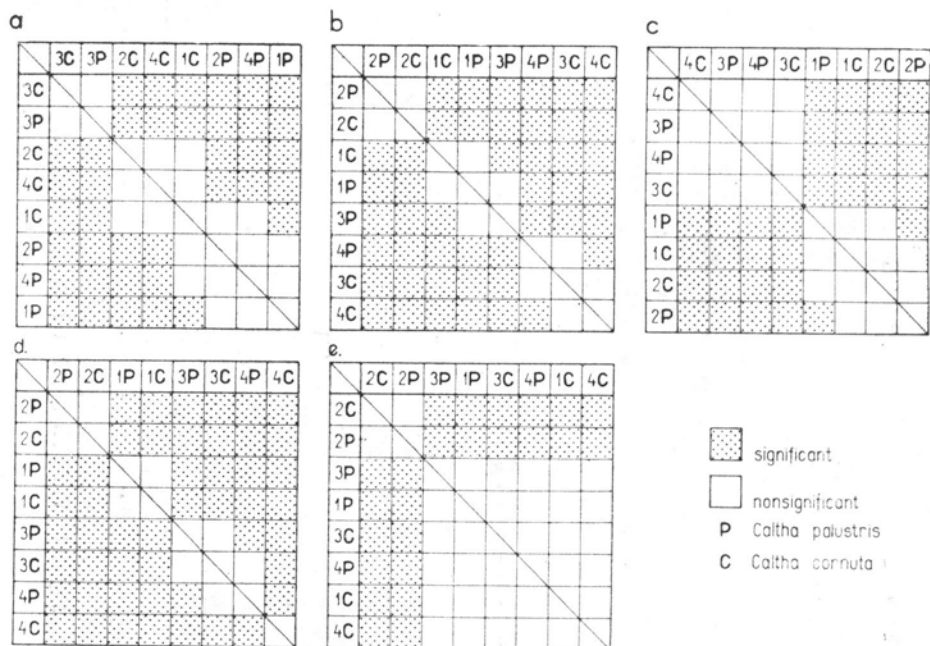 a
3C 3P 2C 4C 1C 2P 4P 1P
3C
3P
2C
4C
1C
2P
4P
1P
b
2P 2C 1C 1P 3P 4P 3C 4C
2P
2C
1C
1P
3P
4P
3C
4C
c
4C 3P 4P 3C 1P 1C 2C 2P
4C
3P
4P
3C
1P
1C
2C
2P
d.
2P 2C 1P 1C 3P 3C 4P 4C
2P
2C
1P
1C
3P
3C
4P
4C
e.
2C 2P 3P 1P 3C 4P 1C 4C
2C
2P
3P
1P
3C
4P
1C
4C
significant
nonsignificant
P Caltha palustris
C Caltha cornuta